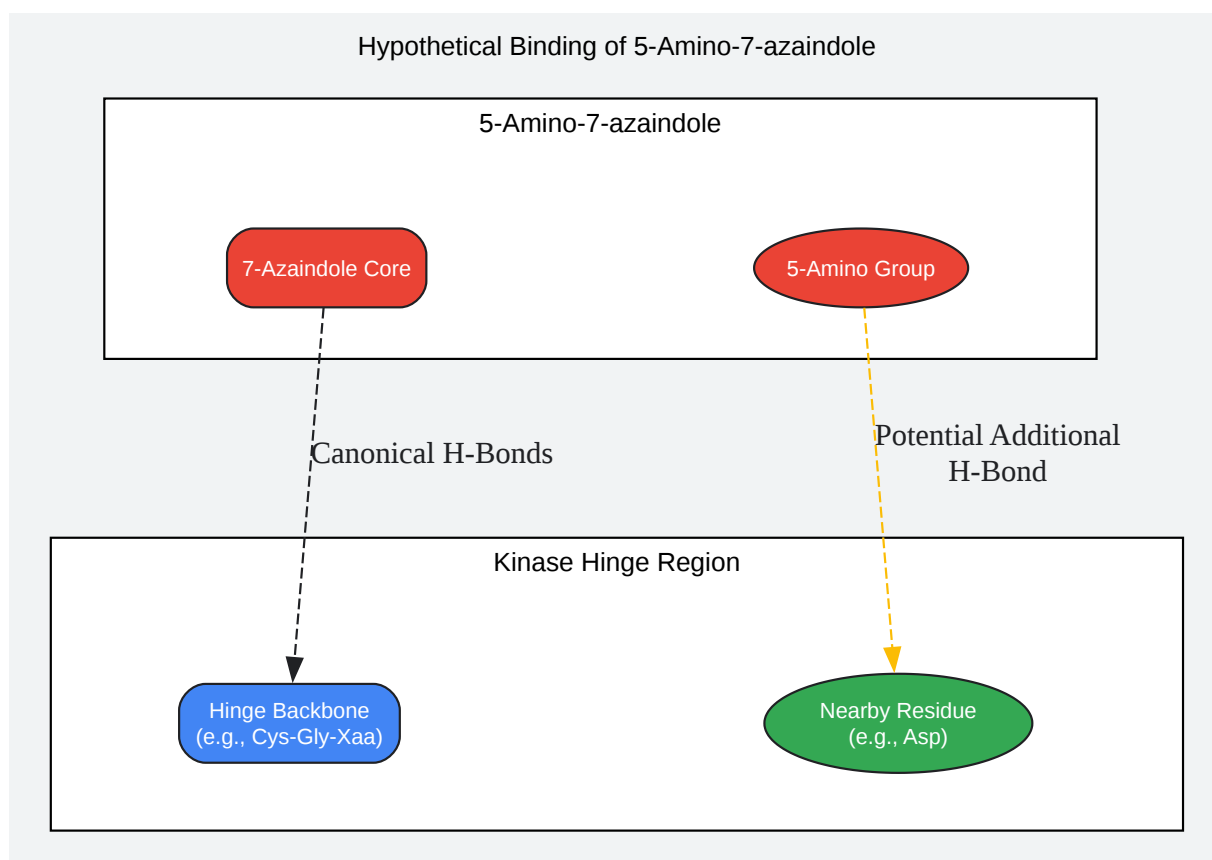 Hypothetical Binding of 5-Amino-7-azaindole
5-Amino-7-azaindole
7-Azaindole Core
5-Amino Group
Canonical H-Bonds
Potential Additional
H-Bond
Kinase Hinge Region
Hinge Backbone
(e.g., Cys-Gly-Xaa)
Nearby Residue
(e.g., Asp)